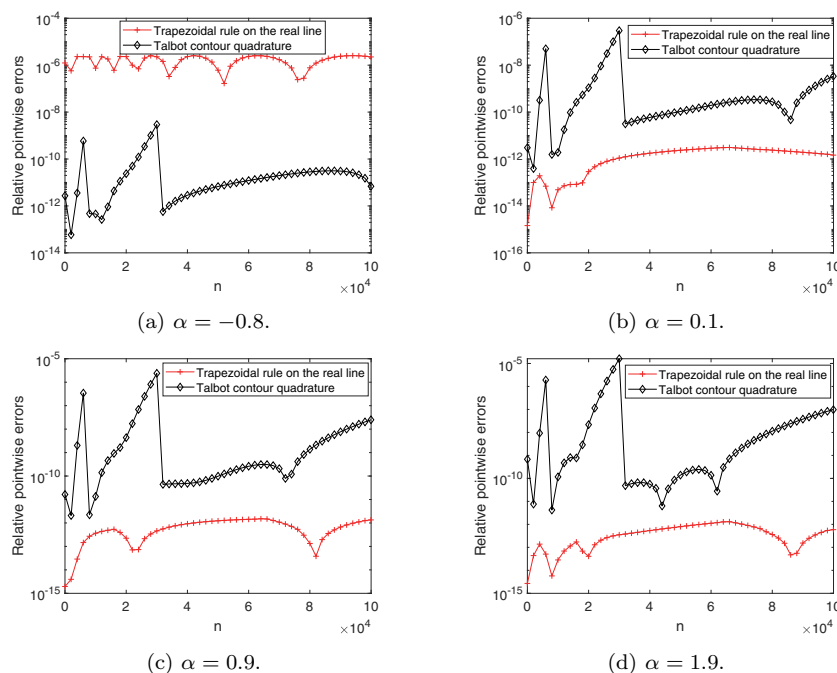 10^-4
10^-6
10^-8
10^-10
10^-12
10^-14
Relative pointwise errors
Trapezoidal rule on the real line
Talbot contour quadrature
0 2 4 6 8 10
n
×10^4
(a) α = −0.8.
10^-6
10^-8
10^-10
10^-12
10^-14
10^-16
Relative pointwise errors
Trapezoidal rule on the real line
Talbot contour quadrature
0 2 4 6 8 10
n
×10^4
(b) α = 0.1.
10^-5
10^-10
10^-15
Relative pointwise errors
Trapezoidal rule on the real line
Talbot contour quadrature
0 2 4 6 8 10
n
×10^4
(c) α = 0.9.
10^-5
10^-10
10^-15
Relative pointwise errors
Trapezoidal rule on the real line
Talbot contour quadrature
0 2 4 6 8 10
n
×10^4
(d) α = 1.9.